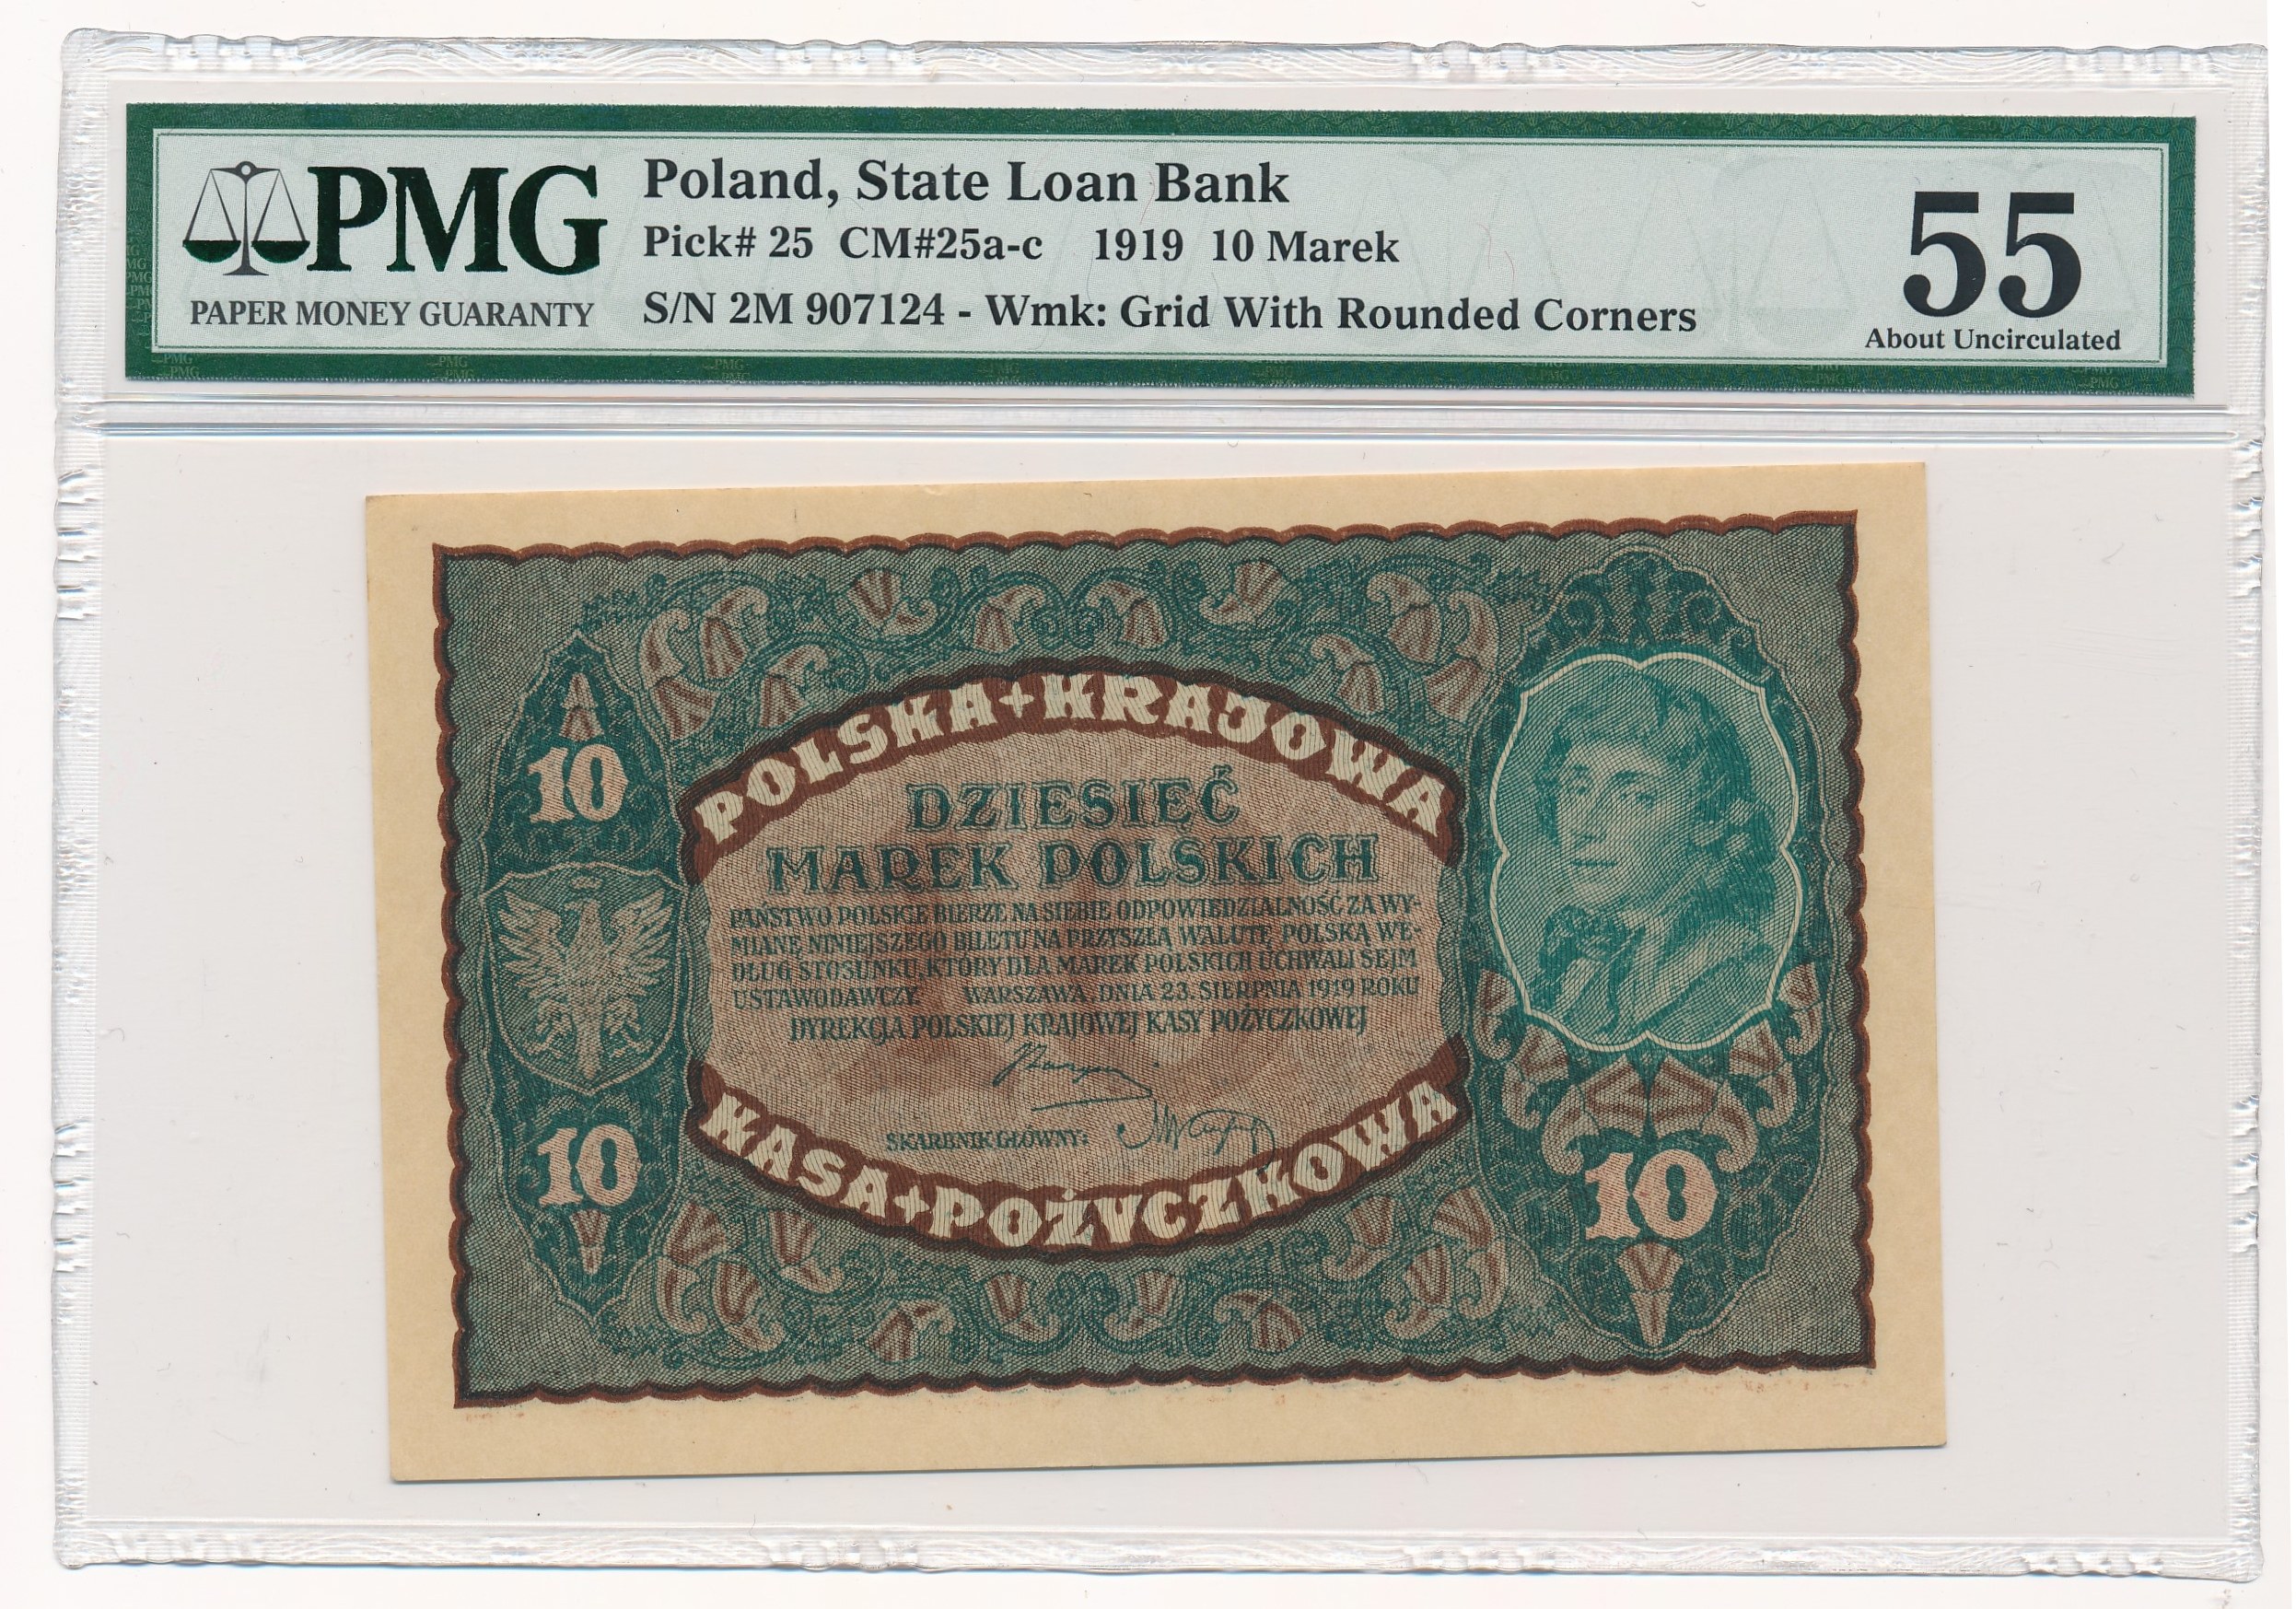 PMG
PAPER MONEY GUARANTY
Poland, State Loan Bank
Pick# 25 CM#25a-c 1919 10 Marek
S/N 2M 907124 - Wmk: Grid With Rounded Corners
55
About Uncirculated
POLSKA+KRAJOWA
10
DZIESIĘĆ
MAREK POLSKICH
PAŃSTWO POLSKIE BIERZE NA SIEBIE ODPOWIEDZIALNOŚĆ ZA WY-
MIANĘ NINIEJSZEGO BILETU NA PRZYSZŁĄ WALUTĘ POLSKĄ WE-
DŁUG STOSUNKU, KTÓRY DLA MAREK POLSKICH UCHWALI SEJM
USTAWODAWCZY. WARSZAWA, DNIA 23. SIERPNIA 1919 ROKU
DYREKCJA POLSKIEJ KRAJOWEJ KASY POŻYCZKOWEJ
SKARBNIK GŁÓWNY:
10
10
KASA+POŻYCZKOWA